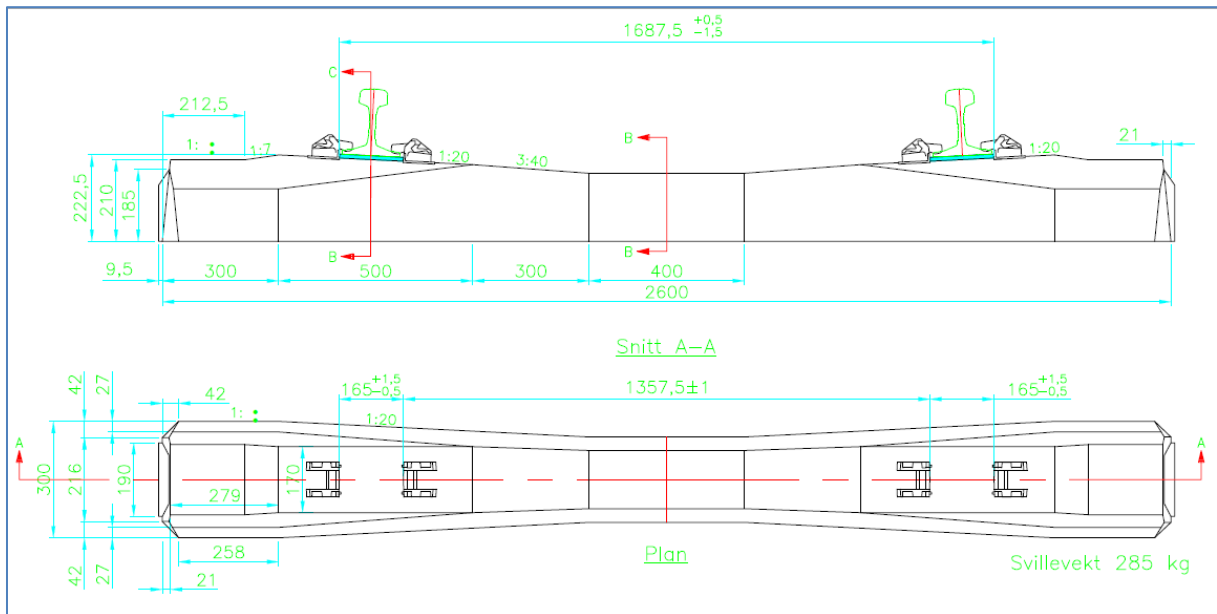 1687,5 +0,5 −1,5
C
212,5
1:
1:7
1:20
3:40
B
1:20
21
222,5
210
185
B
B
9,5
300
500
300
400
2600
Snitt A−A
42
27
42
1:
165 +1,5 −0,5
1:20
1357,5±1
165 +1,5 −0,5
A
A
300
216
190
170
279
42
27
258
21
Plan
Svillevekt 285 kg